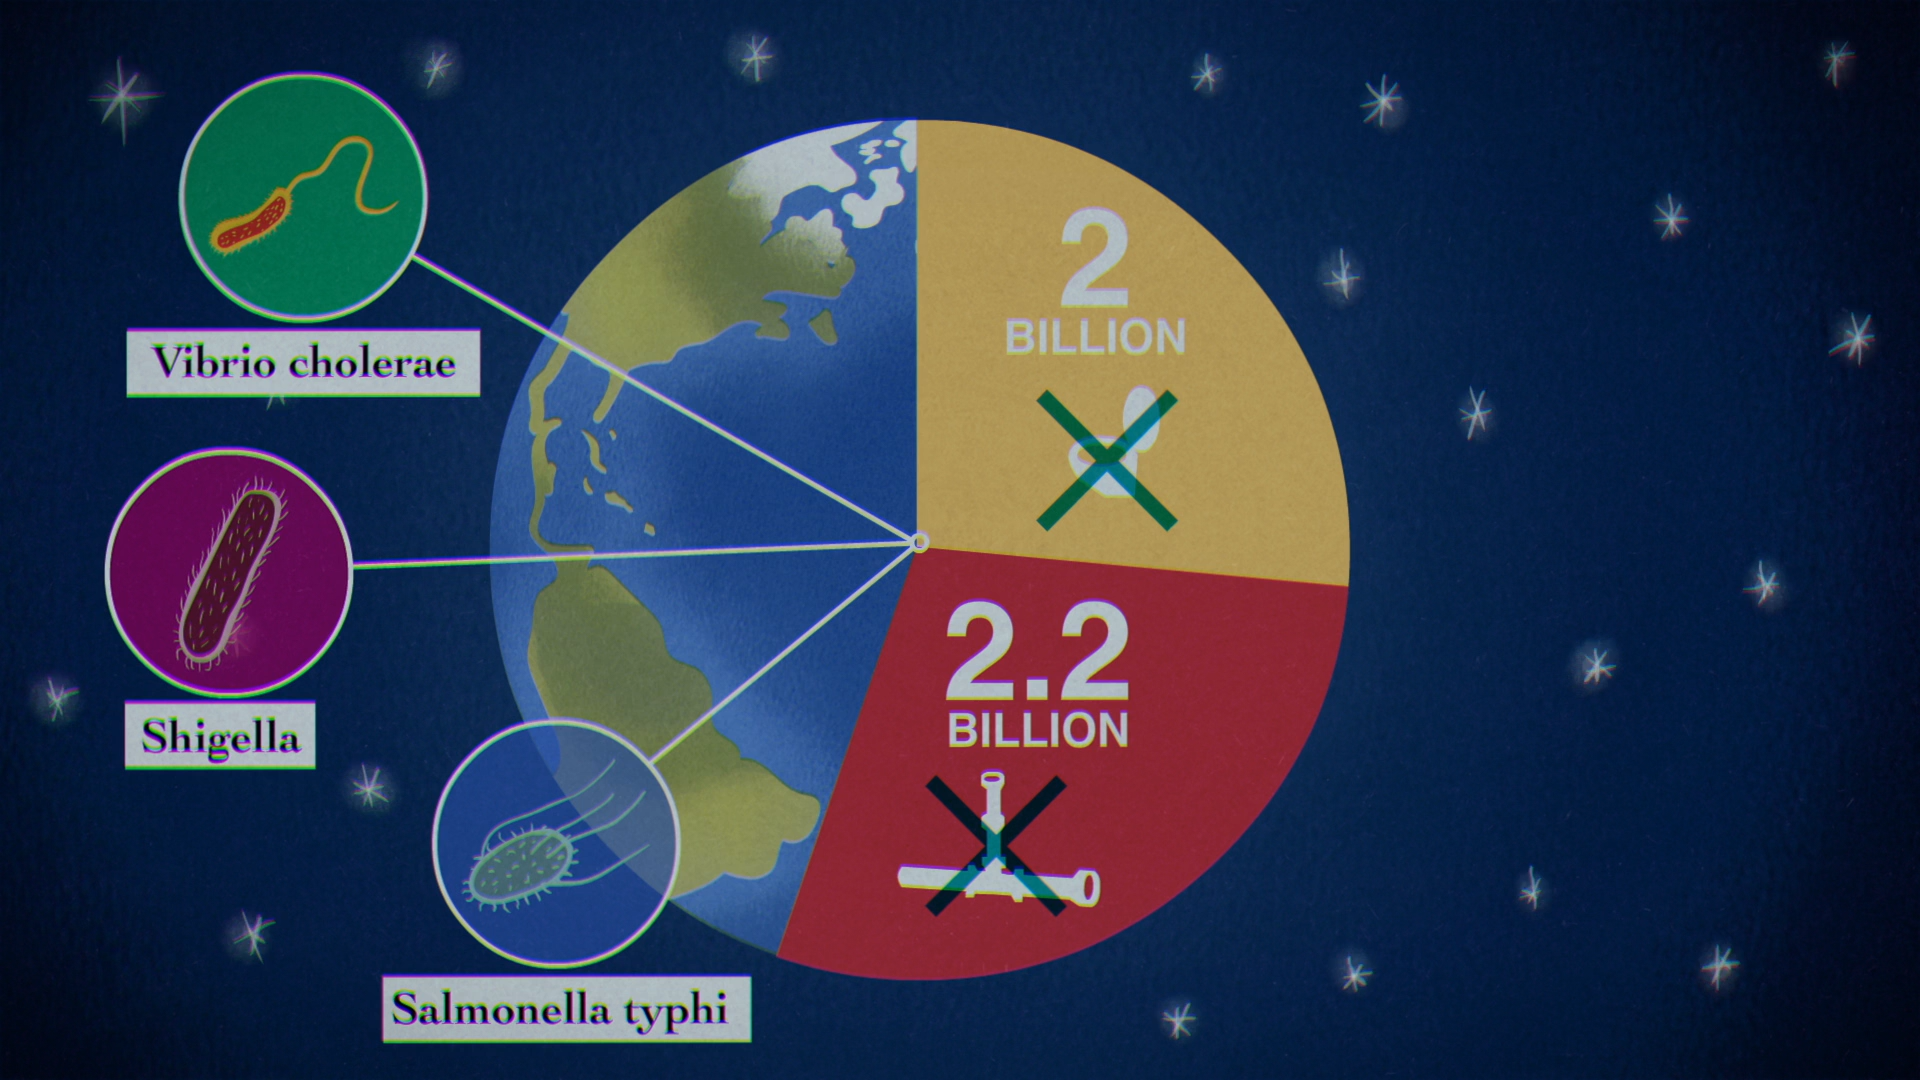 Vibrio cholerae
Shigella
Salmonella typhi
2
BILLION
2.2
BILLION